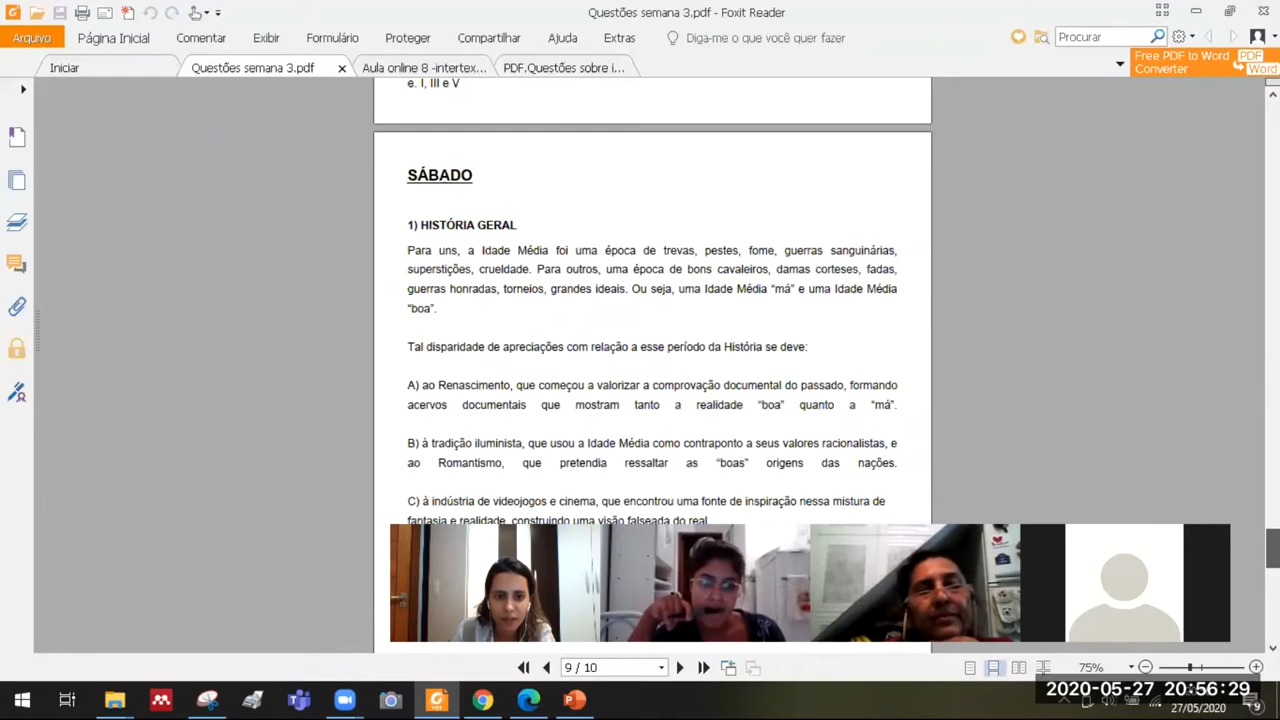 Questões semana 3.pdf - Foxit Reader
Arquivo Página Inicial Comentar Exibir Formulário Proteger Compartilhar Ajuda Extras Diga-me o que você quer fazer Procurar
Iniciar Questões semana 3.pdf Aula online 8 -Contex... PDF.Questões sobre i... Free PDF to Word Converter PDF Word
e. I, III e V
SÁBADO
1) HISTÓRIA GERAL
Para uns, a Idade Média foi uma época de trevas, pestes, fome, guerras sanguinárias,
superstições, crueldade. Para outros, uma época de bons cavaleiros, damas corteses, fadas,
guerras honradas, torneios, grandes ideais. Ou seja, uma Idade Média “má” e uma Idade Média
“boa”.
Tal disparidade de apreciações com relação a esse período da História se deve:
A) ao Renascimento, que começou a valorizar a comprovação documental do passado, formando
acervos documentais que mostram tanto a realidade “boa” quanto a “má”.
B) à tradição iluminista, que usou a Idade Média como contraponto a seus valores racionalistas, e
ao Romantismo, que pretendia ressaltar as “boas” origens das nações.
C) à indústria de videojogos e cinema, que encontrou uma fonte de inspiração nessa mistura de
fantasia e realidade, construindo uma visão falseada do real
9 / 10 75%
2020-05-27 20:56:29
27/05/2020